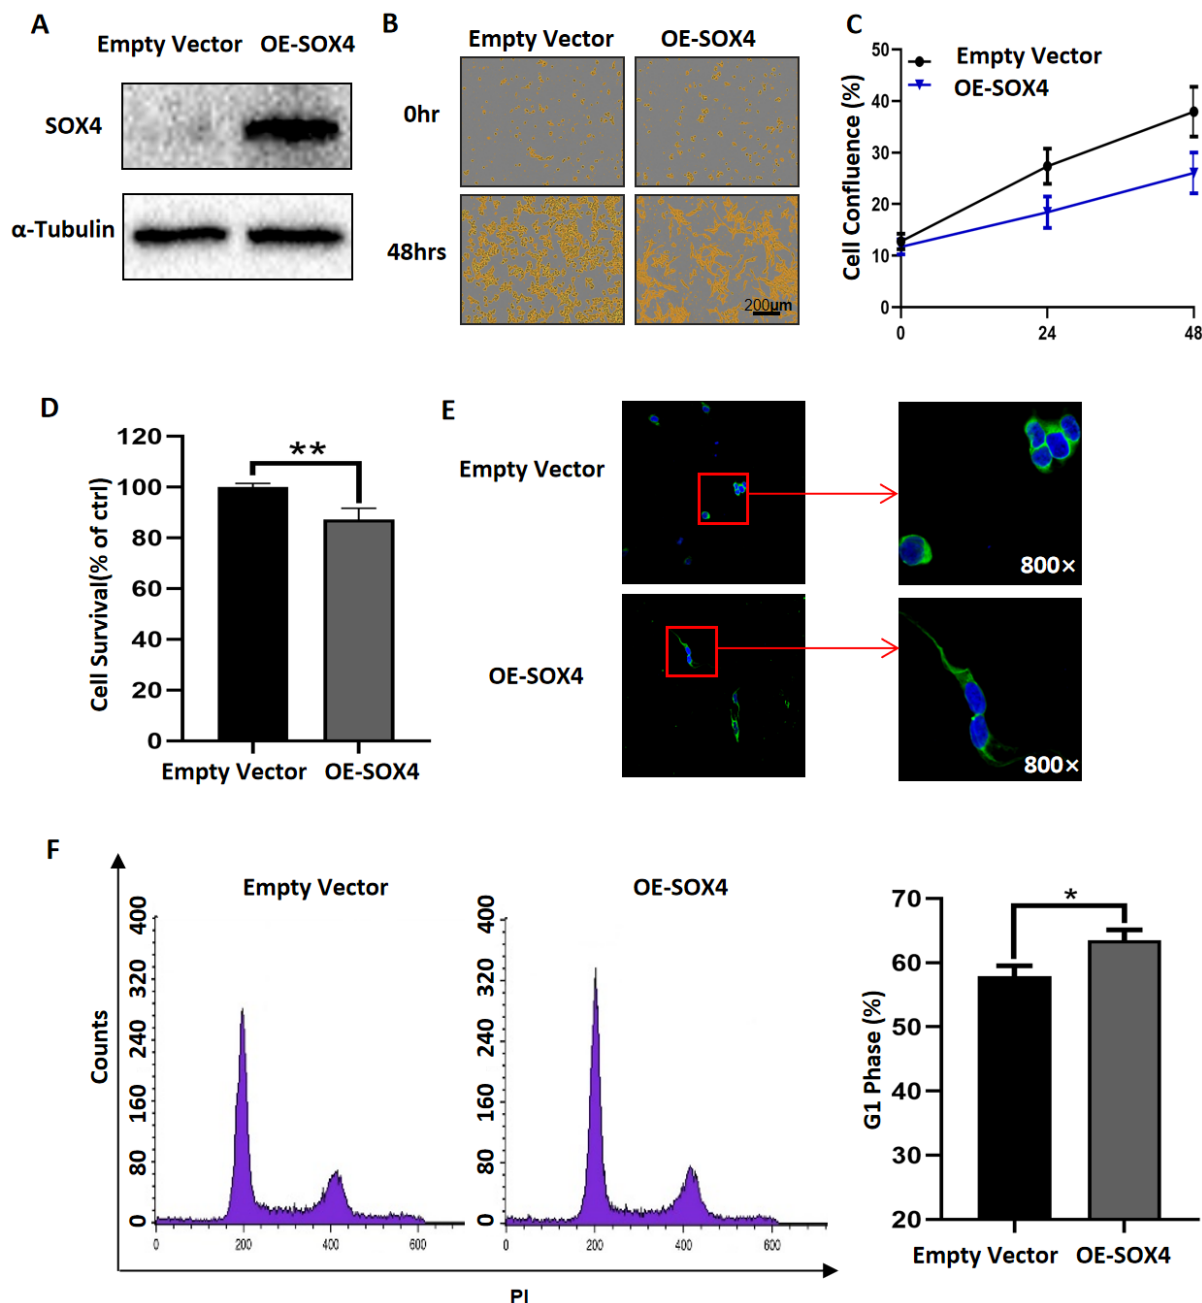 A
Empty Vector OE-SOX4
SOX4
α-Tubulin
B
Empty Vector OE-SOX4
0hr
48hrs
200μm
C
Cell Confluence (%)
50
40
30
20
10
0
0 24 48
Empty Vector
OE-SOX4
D
Cell Survival(% of ctrl)
120
100
80
60
40
20
0
**
Empty Vector OE-SOX4
E
Empty Vector
800×
OE-SOX4
800×
F
Counts
Empty Vector
400
320
240
160
80
0
0 200 400 600
OE-SOX4
400
320
240
160
80
0
0 200 400 600
PI
G1 Phase (%)
70
60
50
40
30
20
*
Empty Vector OE-SOX4